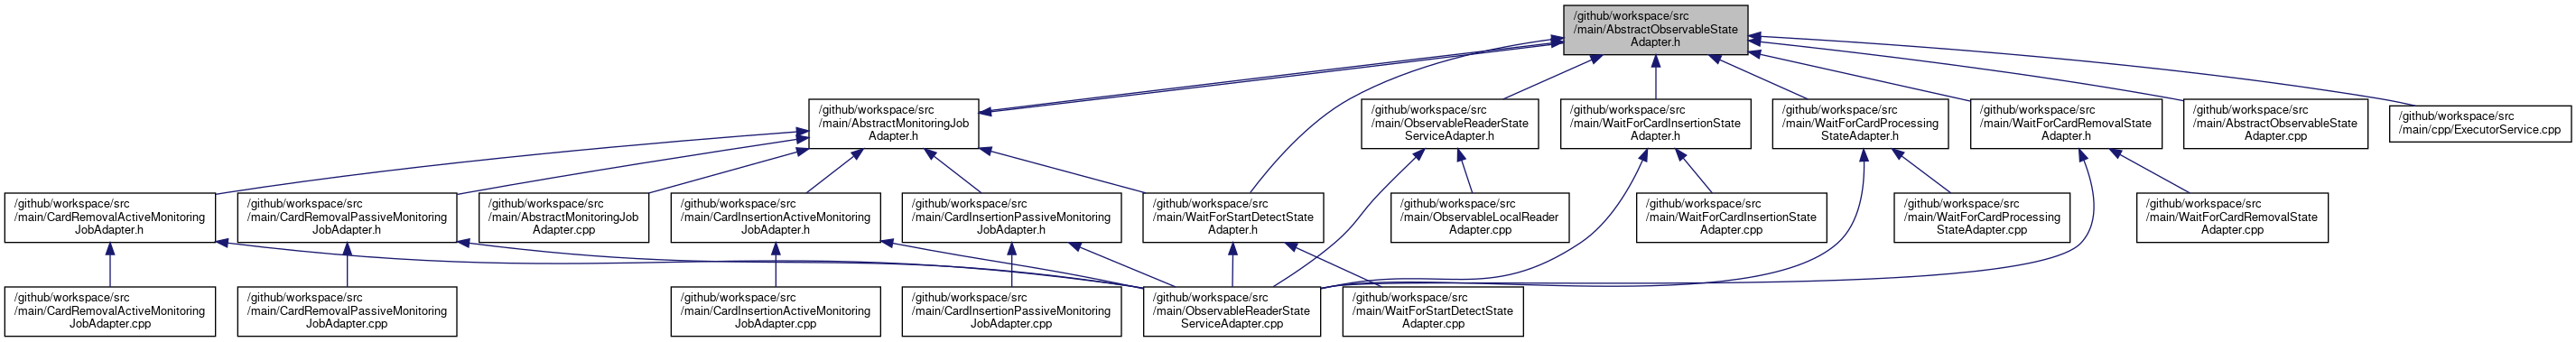 /github/workspace/src
/main/AbstractObservableState
Adapter.h
/github/workspace/src
/main/AbstractMonitoringJob
Adapter.h
/github/workspace/src
/main/ObservableReaderState
ServiceAdapter.h
/github/workspace/src
/main/WaitForCardInsertionState
Adapter.h
/github/workspace/src
/main/WaitForCardProcessing
StateAdapter.h
/github/workspace/src
/main/WaitForCardRemovalState
Adapter.h
/github/workspace/src
/main/AbstractObservableState
Adapter.cpp
/github/workspace/src
/main/cpp/ExecutorService.cpp
/github/workspace/src
/main/CardRemovalActiveMonitoring
JobAdapter.h
/github/workspace/src
/main/CardRemovalPassiveMonitoring
JobAdapter.h
/github/workspace/src
/main/AbstractMonitoringJob
Adapter.cpp
/github/workspace/src
/main/CardInsertionActiveMonitoring
JobAdapter.h
/github/workspace/src
/main/CardInsertionPassiveMonitoring
JobAdapter.h
/github/workspace/src
/main/WaitForStartDetectState
Adapter.h
/github/workspace/src
/main/ObservableLocalReader
Adapter.cpp
/github/workspace/src
/main/WaitForCardInsertionState
Adapter.cpp
/github/workspace/src
/main/WaitForCardProcessing
StateAdapter.cpp
/github/workspace/src
/main/WaitForCardRemovalState
Adapter.cpp
/github/workspace/src
/main/CardRemovalActiveMonitoring
JobAdapter.cpp
/github/workspace/src
/main/CardRemovalPassiveMonitoring
JobAdapter.cpp
/github/workspace/src
/main/CardInsertionActiveMonitoring
JobAdapter.cpp
/github/workspace/src
/main/CardInsertionPassiveMonitoring
JobAdapter.cpp
/github/workspace/src
/main/ObservableReaderState
ServiceAdapter.cpp
/github/workspace/src
/main/WaitForStartDetectState
Adapter.cpp